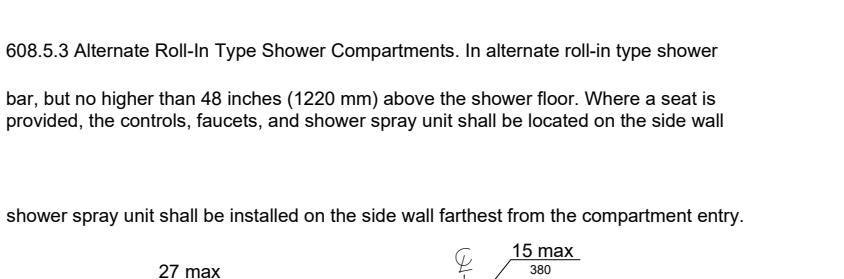 608.5.3 Alternate Roll-In Type Shower Compartments. In alternate roll-in type shower
bar, but no higher than 48 inches (1220 mm) above the shower floor. Where a seat is
provided, the controls, faucets, and shower spray unit shall be located on the side wall
shower spray unit shall be installed on the side wall farthest from the compartment entry.
15 max
380
27 max